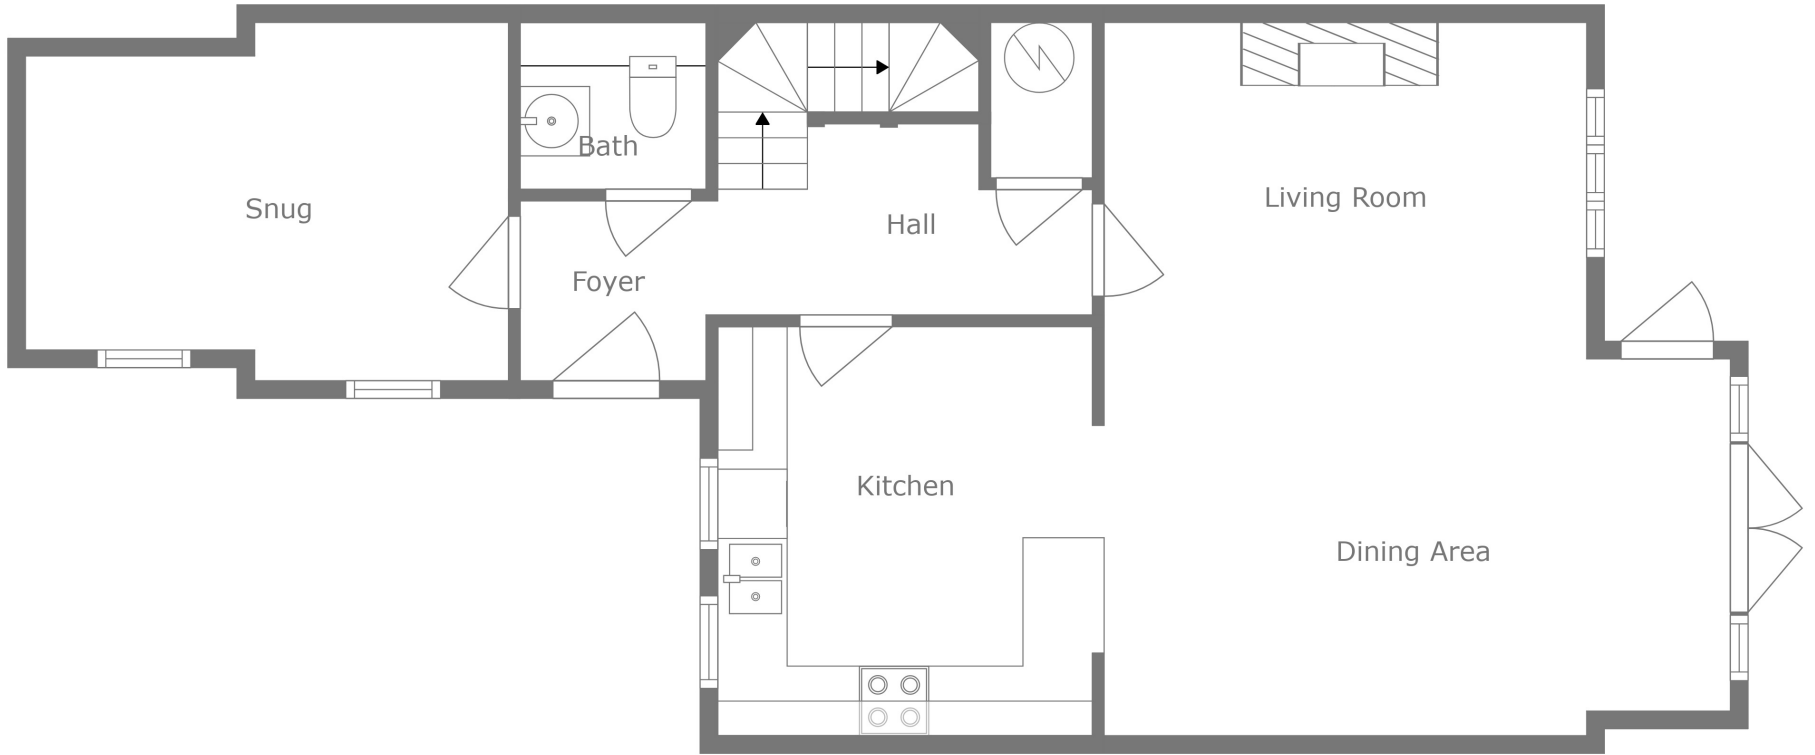 Bath
Snug
Living Room
Hall
Foyer
Kitchen
Dining Area